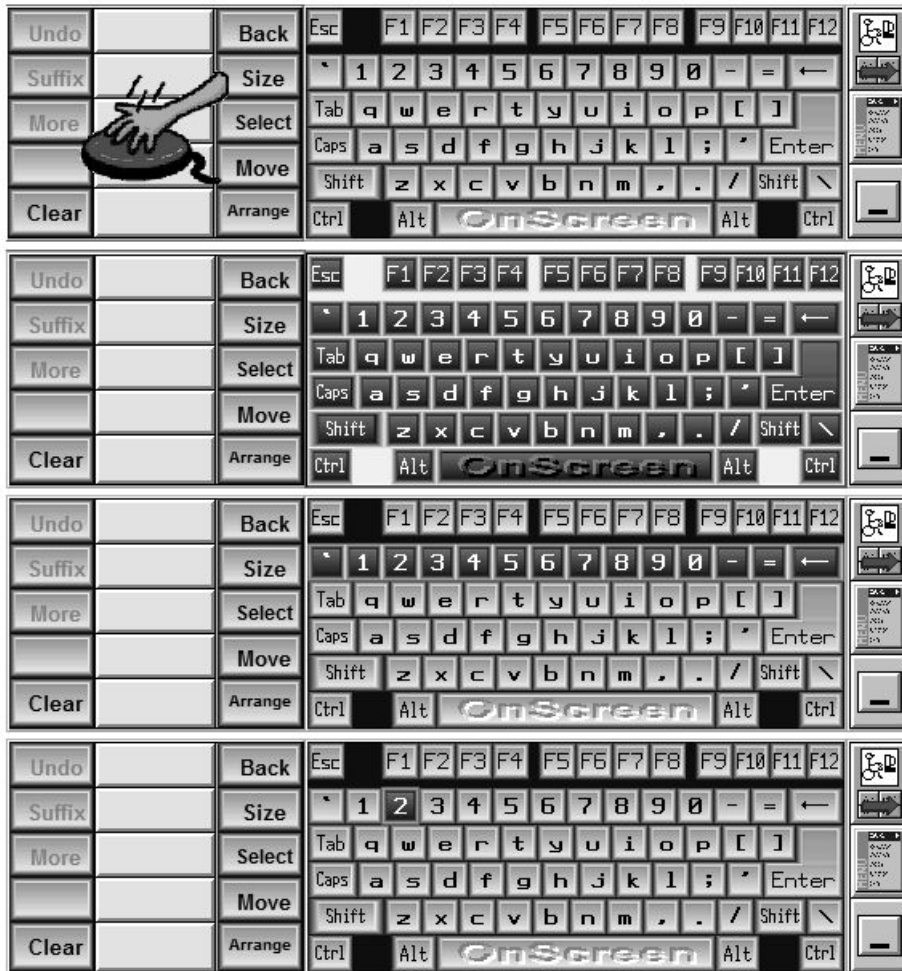 Undo Back Esc F1 F2 F3 F4 F5 F6 F7 F8 F9 F10 F11 F12
Suffix Size ` 1 2 3 4 5 6 7 8 9 0 - = ←
More Select Tab q w e r t y u i o p [ ] MENU
Move Caps a s d f g h j k l ; ' Enter
Shift z x c v b n m , . / Shift \
Clear Arrange Ctrl Alt OnScreen Alt Ctrl
Undo Back Esc F1 F2 F3 F4 F5 F6 F7 F8 F9 F10 F11 F12
Suffix Size ` 1 2 3 4 5 6 7 8 9 0 - = ←
More Select Tab q w e r t y u i o p [ ] MENU
Move Caps a s d f g h j k l ; ' Enter
Shift z x c v b n m , . / Shift \
Clear Arrange Ctrl Alt OnScreen Alt Ctrl
Undo Back Esc F1 F2 F3 F4 F5 F6 F7 F8 F9 F10 F11 F12
Suffix Size ` 1 2 3 4 5 6 7 8 9 0 - = ←
More Select Tab q w e r t y u i o p [ ] MENU
Move Caps a s d f g h j k l ; ' Enter
Shift z x c v b n m , . / Shift \
Clear Arrange Ctrl Alt OnScreen Alt Ctrl
Undo Back Esc F1 F2 F3 F4 F5 F6 F7 F8 F9 F10 F11 F12
Suffix Size ` 1 2 3 4 5 6 7 8 9 0 - = ←
More Select Tab q w e r t y u i o p [ ] MENU
Move Caps a s d f g h j k l ; ' Enter
Shift z x c v b n m , . / Shift \
Clear Arrange Ctrl Alt OnScreen Alt Ctrl